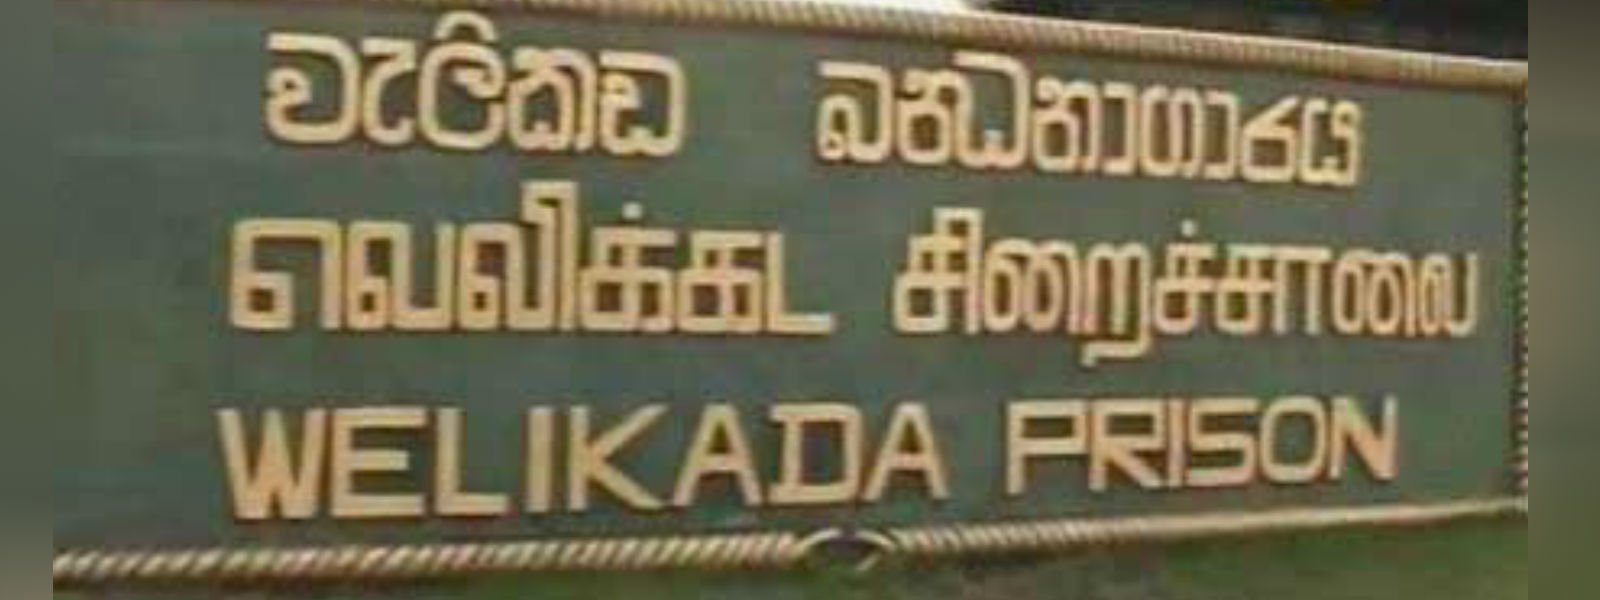 වැලිකඩ බන්ධනාගාරය
வெலிக்கட சிறைச்சாலை
WELIKADA PRISON